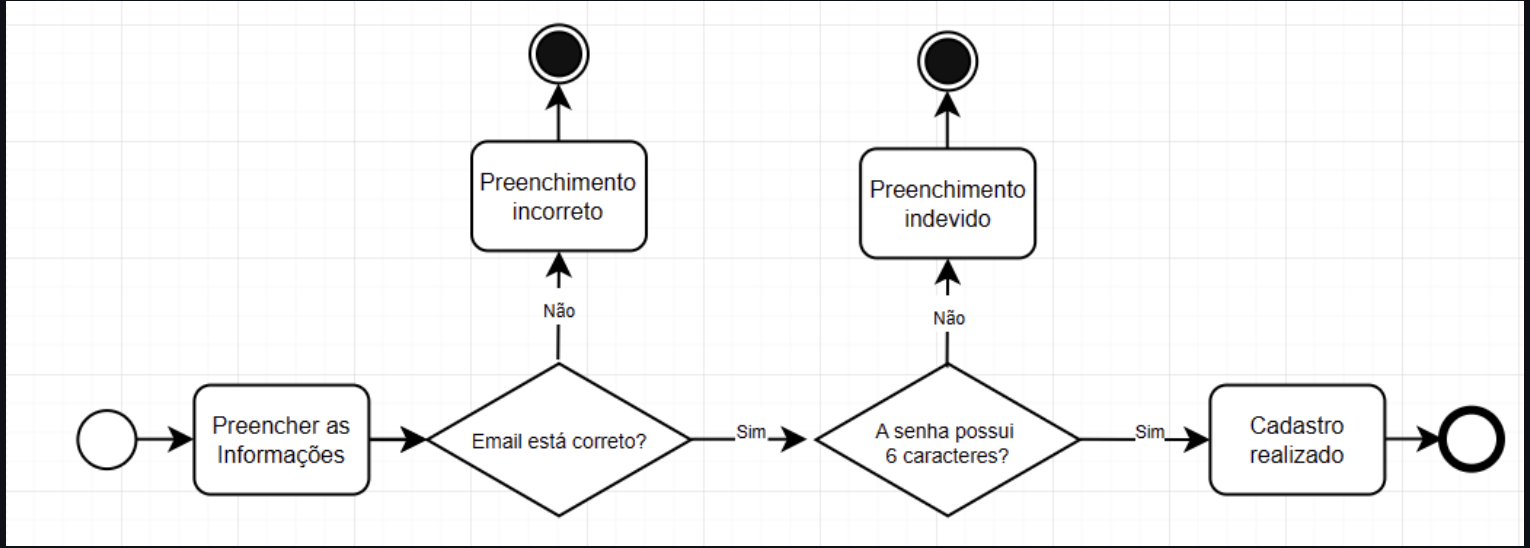 Preenchimento
incorreto
Preenchimento
indevido
Não
Não
Preencher as
Informações
Email está correto?
Sim
A senha possui
6 caracteres?
Sim
Cadastro
realizado